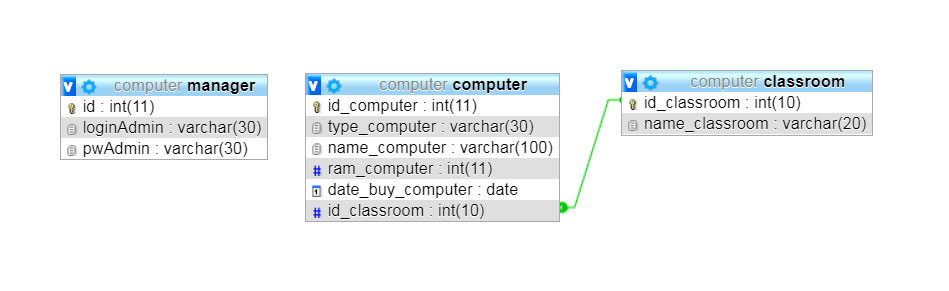 computer manager
id : int(11)
loginAdmin : varchar(30)
pwAdmin : varchar(30)
computer computer
id_computer : int(11)
type_computer : varchar(30)
name_computer : varchar(100)
ram_computer : int(11)
date_buy_computer : date
id_classroom : int(10)
computer classroom
id_classroom : int(10)
name_classroom : varchar(20)